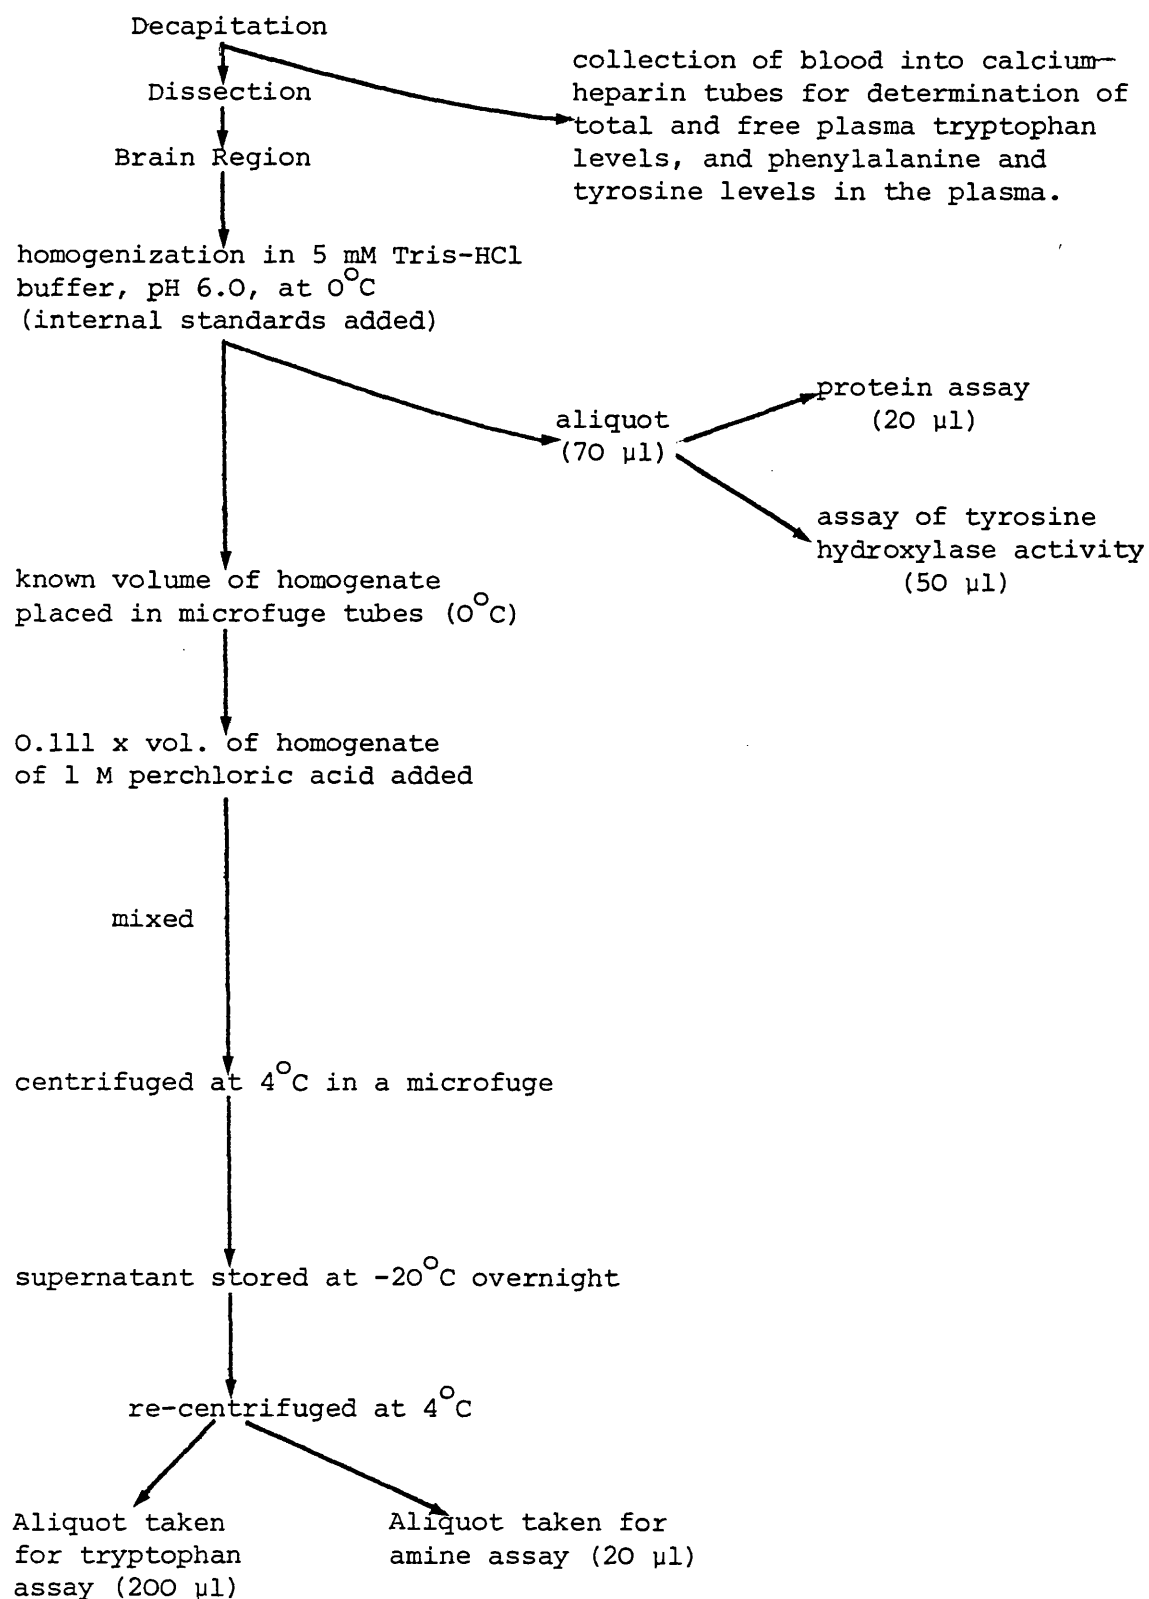 Decapitation
collection of blood into calcium-
heparin tubes for determination of
total and free plasma tryptophan
levels, and phenylalanine and
tyrosine levels in the plasma.
Dissection
Brain Region
homogenization in 5 mM Tris-HCl
buffer, pH 6.0, at 0°C
(internal standards added)
aliquot
(70 µl)
protein assay
(20 µl)
assay of tyrosine
hydroxylase activity
(50 µl)
known volume of homogenate
placed in microfuge tubes (0°C)
0.111 x vol. of homogenate
of 1 M perchloric acid added
mixed
centrifuged at 4°C in a microfuge
supernatant stored at -20°C overnight
re-centrifuged at 4°C
Aliquot taken
for tryptophan
assay (200 µl)
Aliquot taken for
amine assay (20 µl)